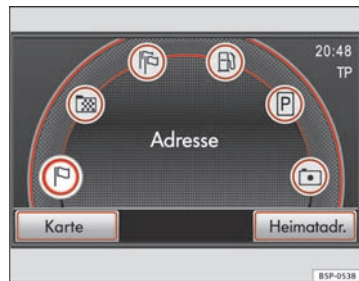 20:48
TP
P
Adresse
Karte
Heimatadr.
B5P-0538